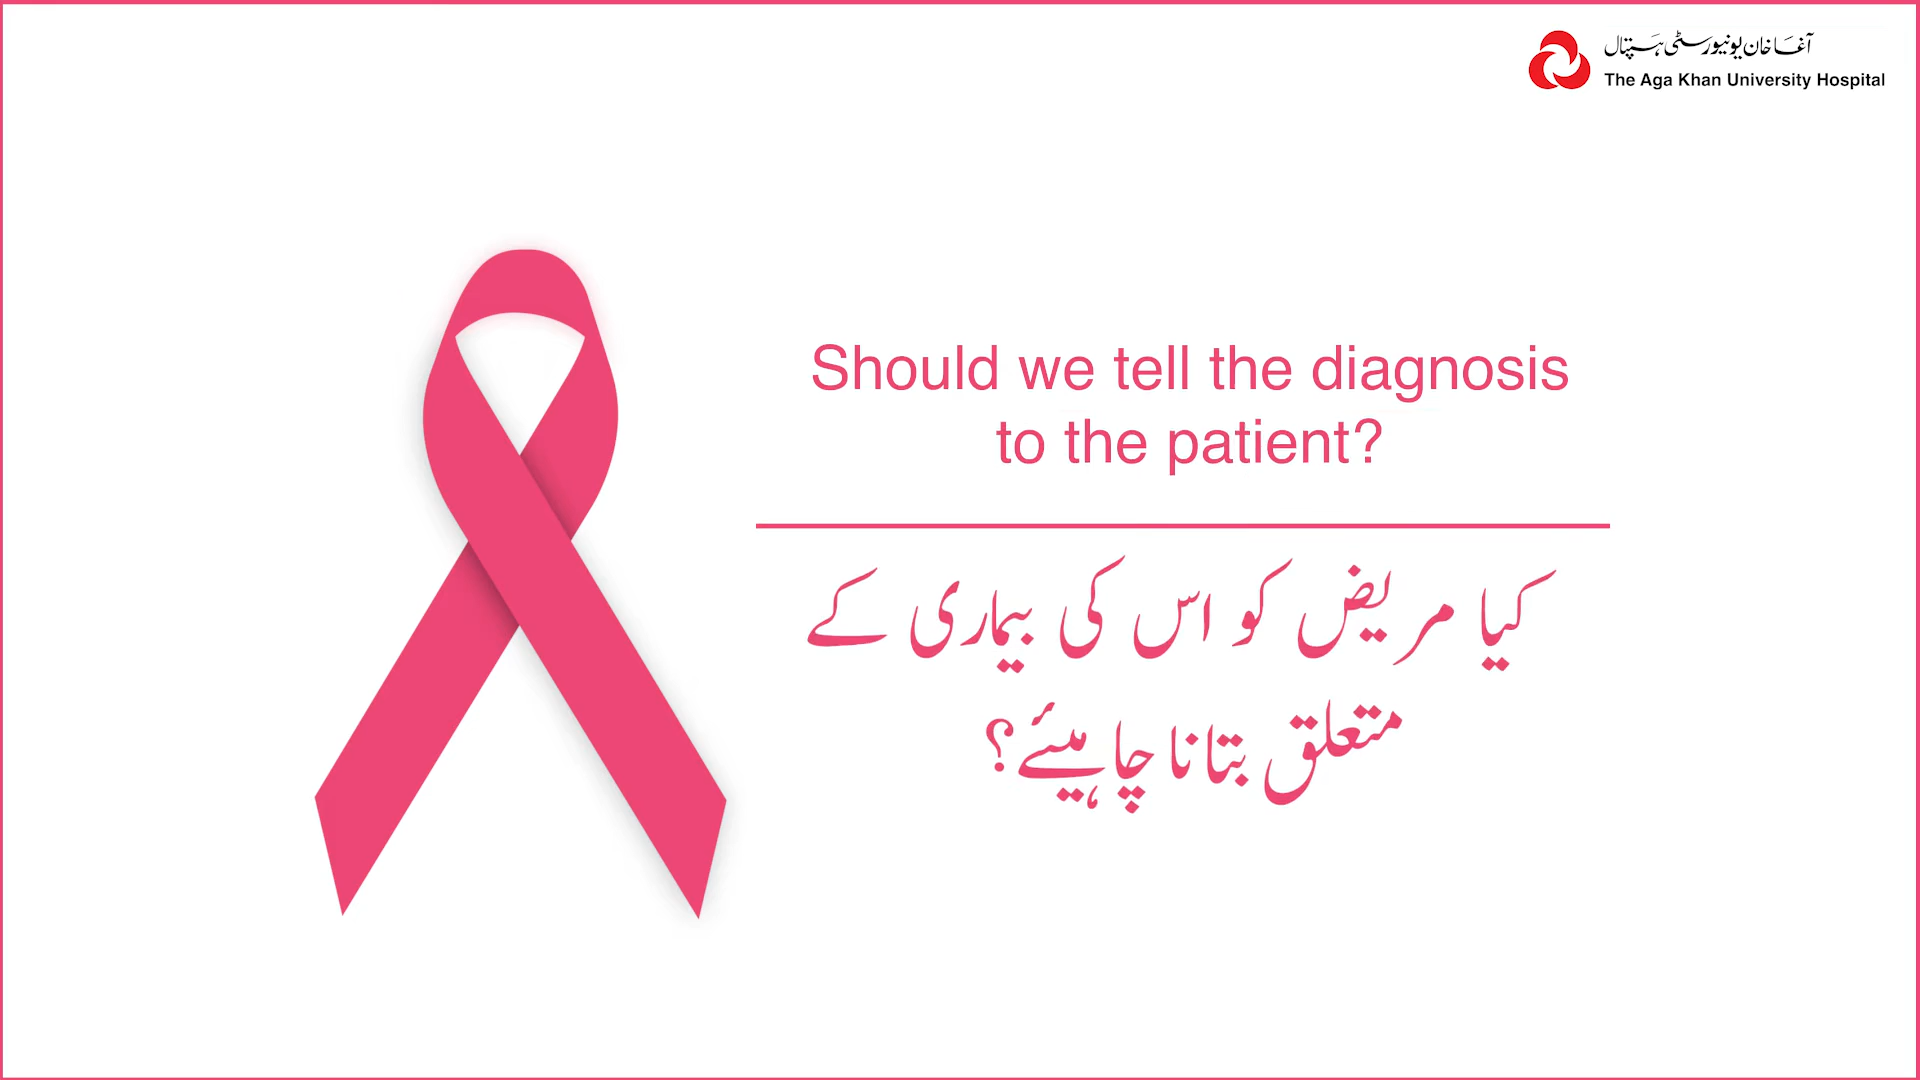 آغا خان یونیورسٹی ہسپتال
The Aga Khan University Hospital
Should we tell the diagnosis
to the patient?
کیا مریض کو اس کی بیماری کے
متعلق بتانا چاہیئے؟